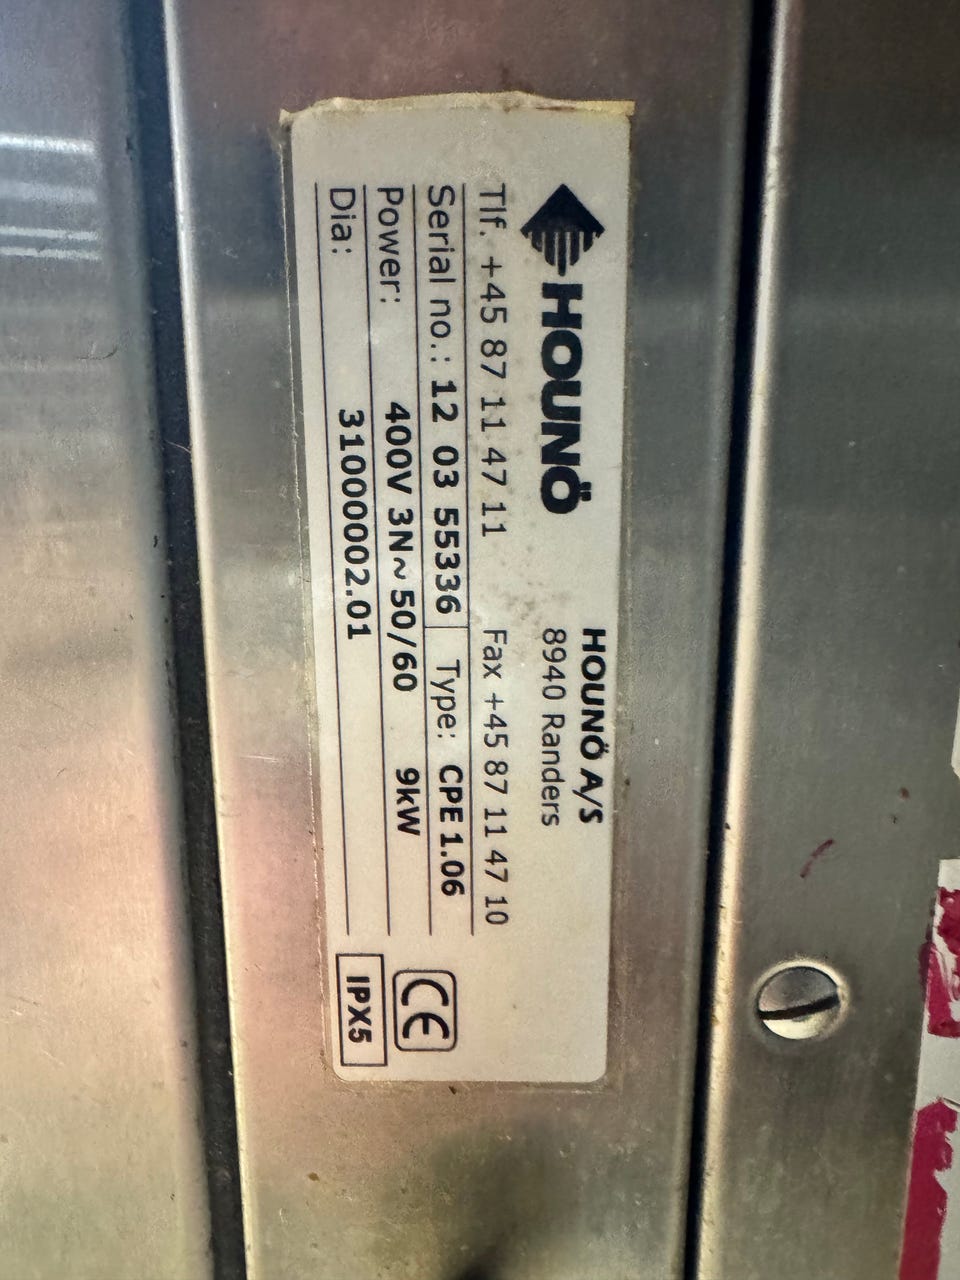 HOUNÖ
HOUNÖ A/S
8940 Randers
Tlf. +45 87 11 47 11 Fax +45 87 11 47 10
Serial no.: 12 03 55336 Type: CPE 1.06
Power: 400V 3N~ 50/60 9kW
Dia: 31000002.01
CE
IPX5